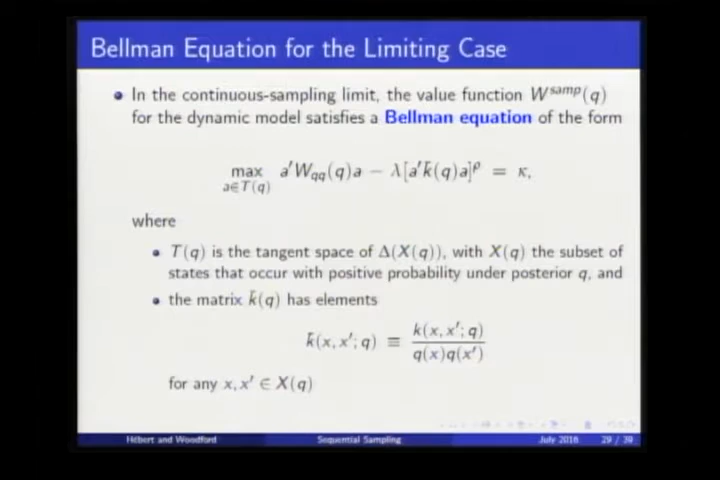 Bellman Equation for the Limiting Case
In the continuous-sampling limit, the value function W^{samp}(q)
for the dynamic model satisfies a Bellman equation of the form
max_{a∈T(q)} a′W_{qq}(q)a − λ[a′k̄(q)a]^ρ = κ,
where
T(q) is the tangent space of Δ(X(q)), with X(q) the subset of
states that occur with positive probability under posterior q, and
the matrix k̄(q) has elements
k̄(x, x′; q) ≡ k(x, x′; q) / q(x)q(x′)
for any x, x′ ∈ X(q)
Hébert and Woodford Sequential Sampling July 2016 29 / 39